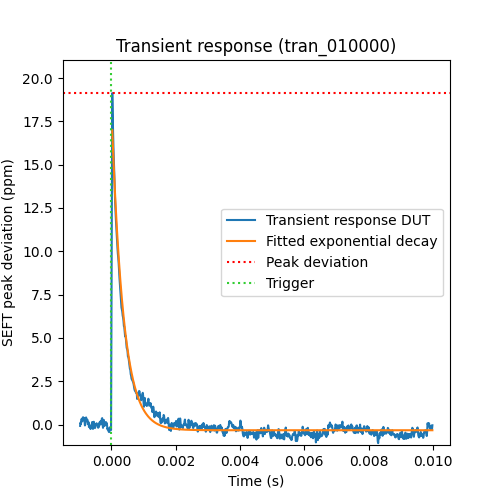 Transient response (tran_010000)
SEFT peak deviation (ppm)
20.0
17.5
15.0
12.5
10.0
7.5
5.0
2.5
0.0
Transient response DUT
Fitted exponential decay
Peak deviation
Trigger
0.000 0.002 0.004 0.006 0.008 0.010
Time (s)